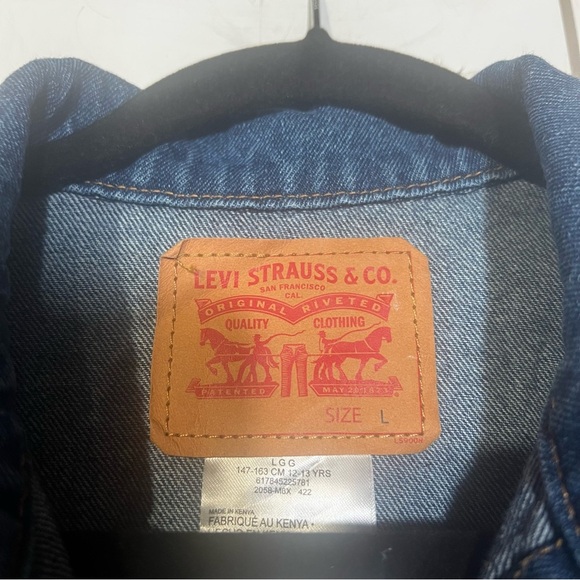 LEVI STRAUSS & CO.
SAN FRANCISCO
CAL.
ORIGINAL RIVETED
QUALITY CLOTHING
PATENTED MAY 20 1873
SIZE L
L G G
147-163 CM 12-13 YRS
617845225781
2058-M8X 422
MADE IN KENYA
FABRIQUÉ AU KENYA •